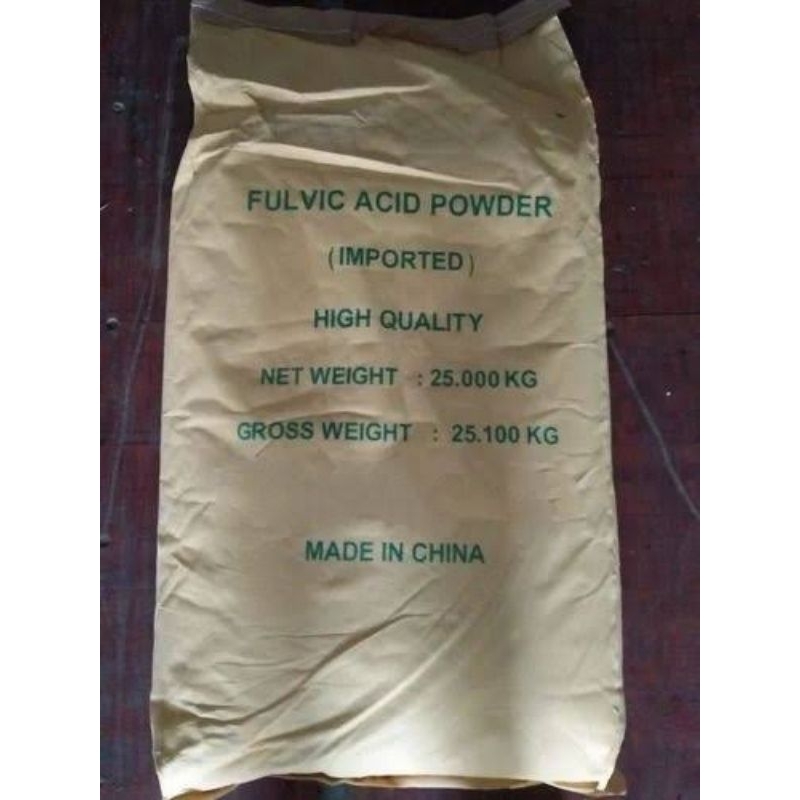 FULVIC ACID POWDER
(IMPORTED)
HIGH QUALITY
NET WEIGHT : 25.000 KG
GROSS WEIGHT : 25.100 KG
MADE IN CHINA